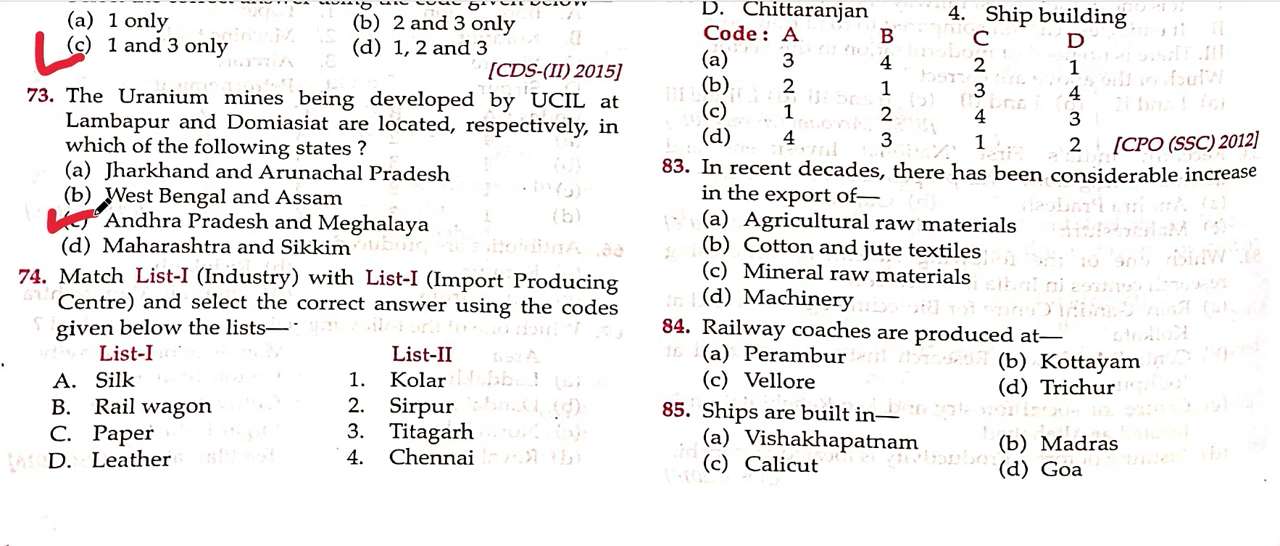 (a) 1 only (b) 2 and 3 only
(c) 1 and 3 only (d) 1, 2 and 3
[CDS-(II) 2015]
73. The Uranium mines being developed by UCIL at
Lambapur and Domiasiat are located, respectively, in
which of the following states ?
(a) Jharkhand and Arunachal Pradesh
(b) West Bengal and Assam
(c) Andhra Pradesh and Meghalaya
(d) Maharashtra and Sikkim
74. Match List-I (Industry) with List-I (Import Producing
Centre) and select the correct answer using the codes
given below the lists—
List-I List-II
A. Silk 1. Kolar
B. Rail wagon 2. Sirpur
C. Paper 3. Titagarh
D. Leather 4. Chennai
D. Chittaranjan 4. Ship building
Code : A B C D
(a) 3 4 2 1
(b) 2 1 3 4
(c) 1 2 4 3
(d) 4 3 1 2 [CPO (SSC) 2012]
83. In recent decades, there has been considerable increase
in the export of—
(a) Agricultural raw materials
(b) Cotton and jute textiles
(c) Mineral raw materials
(d) Machinery
84. Railway coaches are produced at—
(a) Perambur (b) Kottayam
(c) Vellore (d) Trichur
85. Ships are built in—
(a) Vishakhapatnam (b) Madras
(c) Calicut (d) Goa